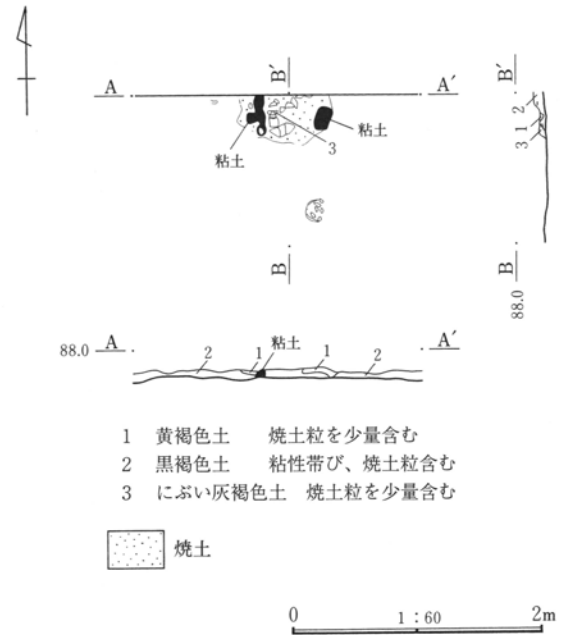 A B′ A′ B′
粘土 3 粘土
2
1
3
B B
88.0
88.0 A 2 1 粘土 1 2 A′
1 黄褐色土 焼土粒を少量含む
2 黒褐色土 粘性帯び、焼土粒含む
3 にぶい灰褐色土 焼土粒を少量含む
焼土
0 1：60 2m